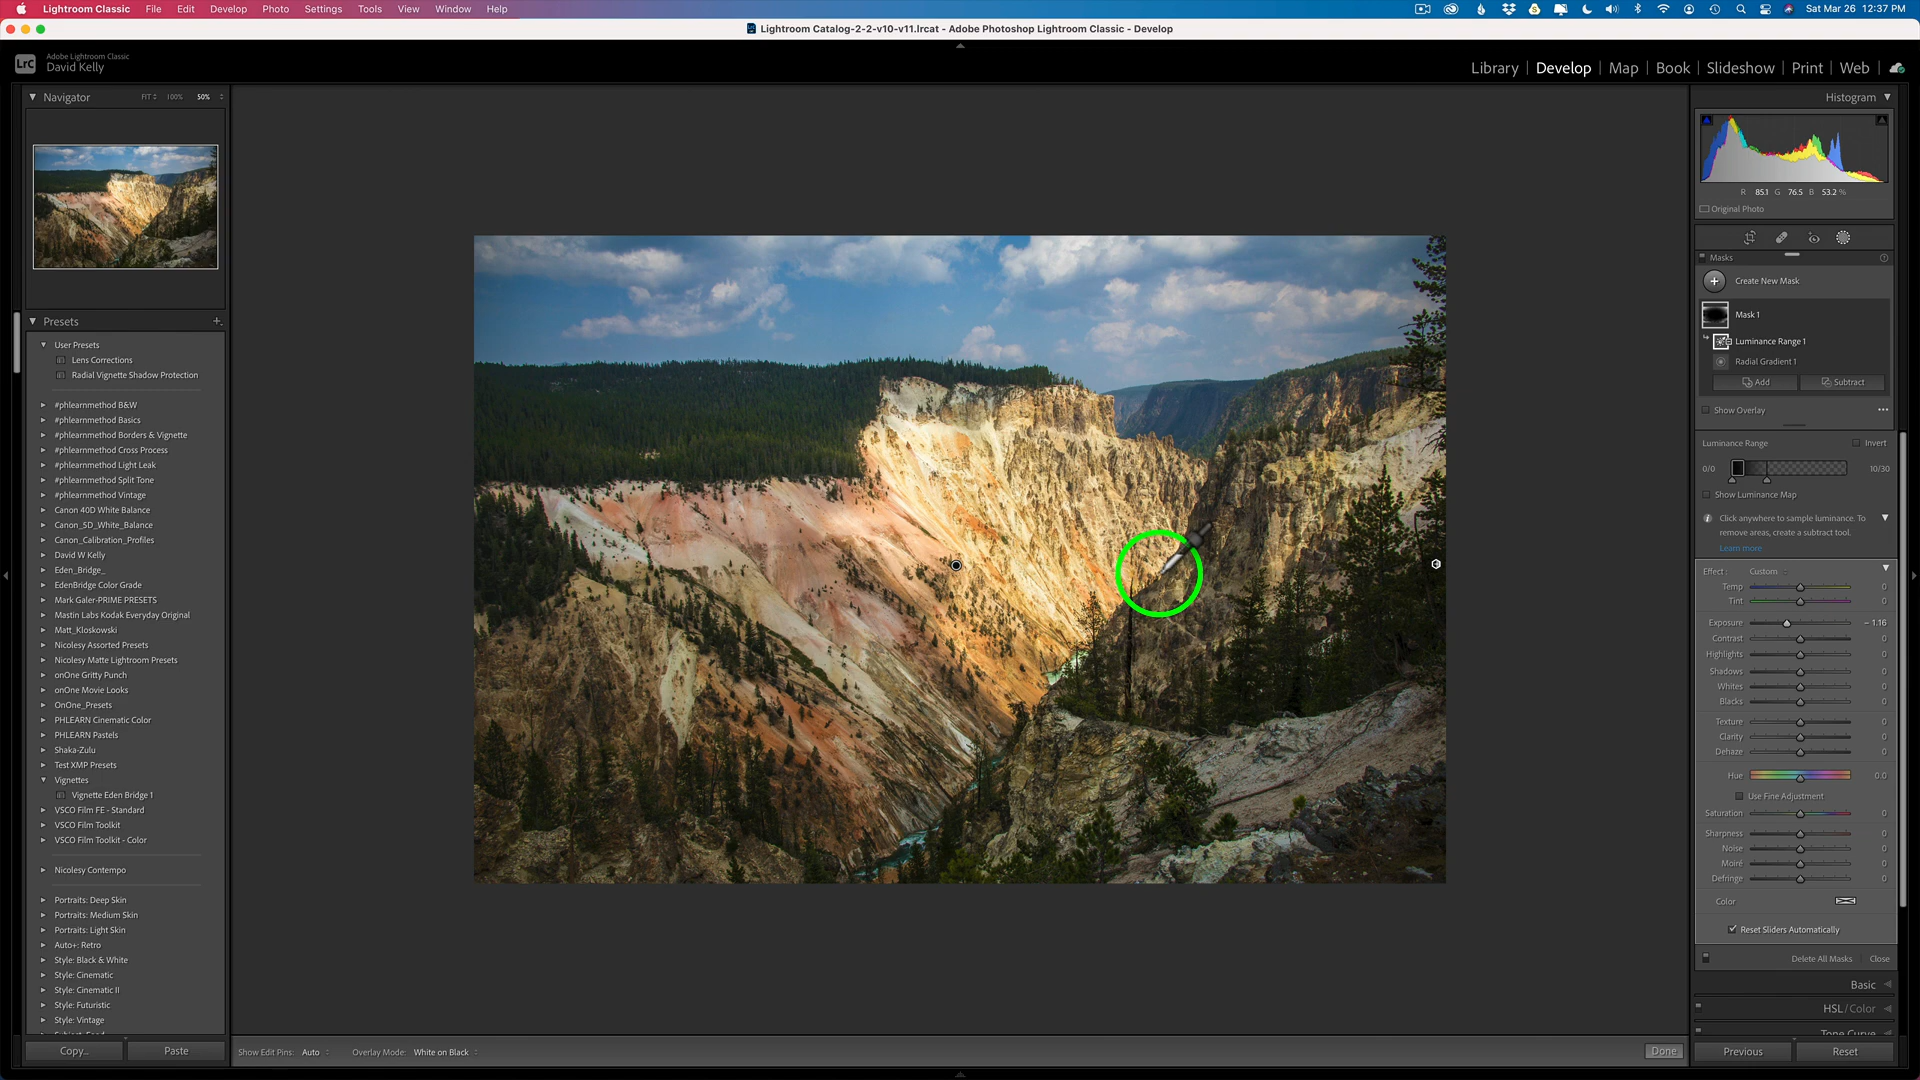 Lightroom Classic File Edit Develop Photo Settings Tools View Window Help
Sat Mar 26 12:37 PM
Lightroom Catalog-2-2-v10-v11.lrcat - Adobe Photoshop Lightroom Classic - Develop
LrC
Adobe Lightroom Classic
David Kelly
Library | Develop | Map | Book | Slideshow | Print | Web
Navigator FIT 100% 50%
Presets +
User Presets
Lens Corrections
Radial Vignette Shadow Protection
#phlearnmethod B&W
#phlearnmethod Basics
#phlearnmethod Borders & Vignette
#phlearnmethod Cross Process
#phlearnmethod Light Leak
#phlearnmethod Split Tone
#phlearnmethod Vintage
Canon 40D White Balance
Canon_5D_White_Balance
Canon_Calibration_Profiles
David W Kelly
Eden_Bridge_
EdenBridge Color Grade
Mark Galer-PRIME PRESETS
Mastin Labs Kodak Everyday Original
Matt_Kloskowski
Nicolesy Assorted Presets
Nicolesy Matte Lightroom Presets
onOne Gritty Punch
onOne Movie Looks
OnOne_Presets
PHLEARN Cinematic Color
PHLEARN Pastels
Shaka-Zulu
Test XMP Presets
Vignettes
Vignette Eden Bridge 1
VSCO Film FE - Standard
VSCO Film Toolkit
VSCO Film Toolkit - Color
Nicolesy Contempo
Portraits: Deep Skin
Portraits: Medium Skin
Portraits: Light Skin
Auto+: Retro
Style: Black & White
Style: Cinematic
Style: Cinematic II
Style: Futuristic
Style: Vintage
Copy... Paste
Show Edit Pins: Auto Overlay Mode: White on Black
Done
Histogram
R 85.1 G 76.5 B 53.2 %
Original Photo
Masks
Create New Mask
Mask 1
Luminance Range 1
Radial Gradient 1
Add Subtract
Show Overlay
Luminance Range Invert
0/0 10/30
Show Luminance Map
Click anywhere to sample luminance. To
remove areas, create a subtract tool.
Learn more
Effect: Custom
Temp 0
Tint 0
Exposure – 1.16
Contrast 0
Highlights 0
Shadows 0
Whites 0
Blacks 0
Texture 0
Clarity 0
Dehaze 0
Hue 0.0
Use Fine Adjustment
Saturation 0
Sharpness 0
Noise 0
Moiré 0
Defringe 0
Color
Reset Sliders Automatically
Delete All Masks Close
Basic
HSL / Color
Tone Curve
Previous Reset